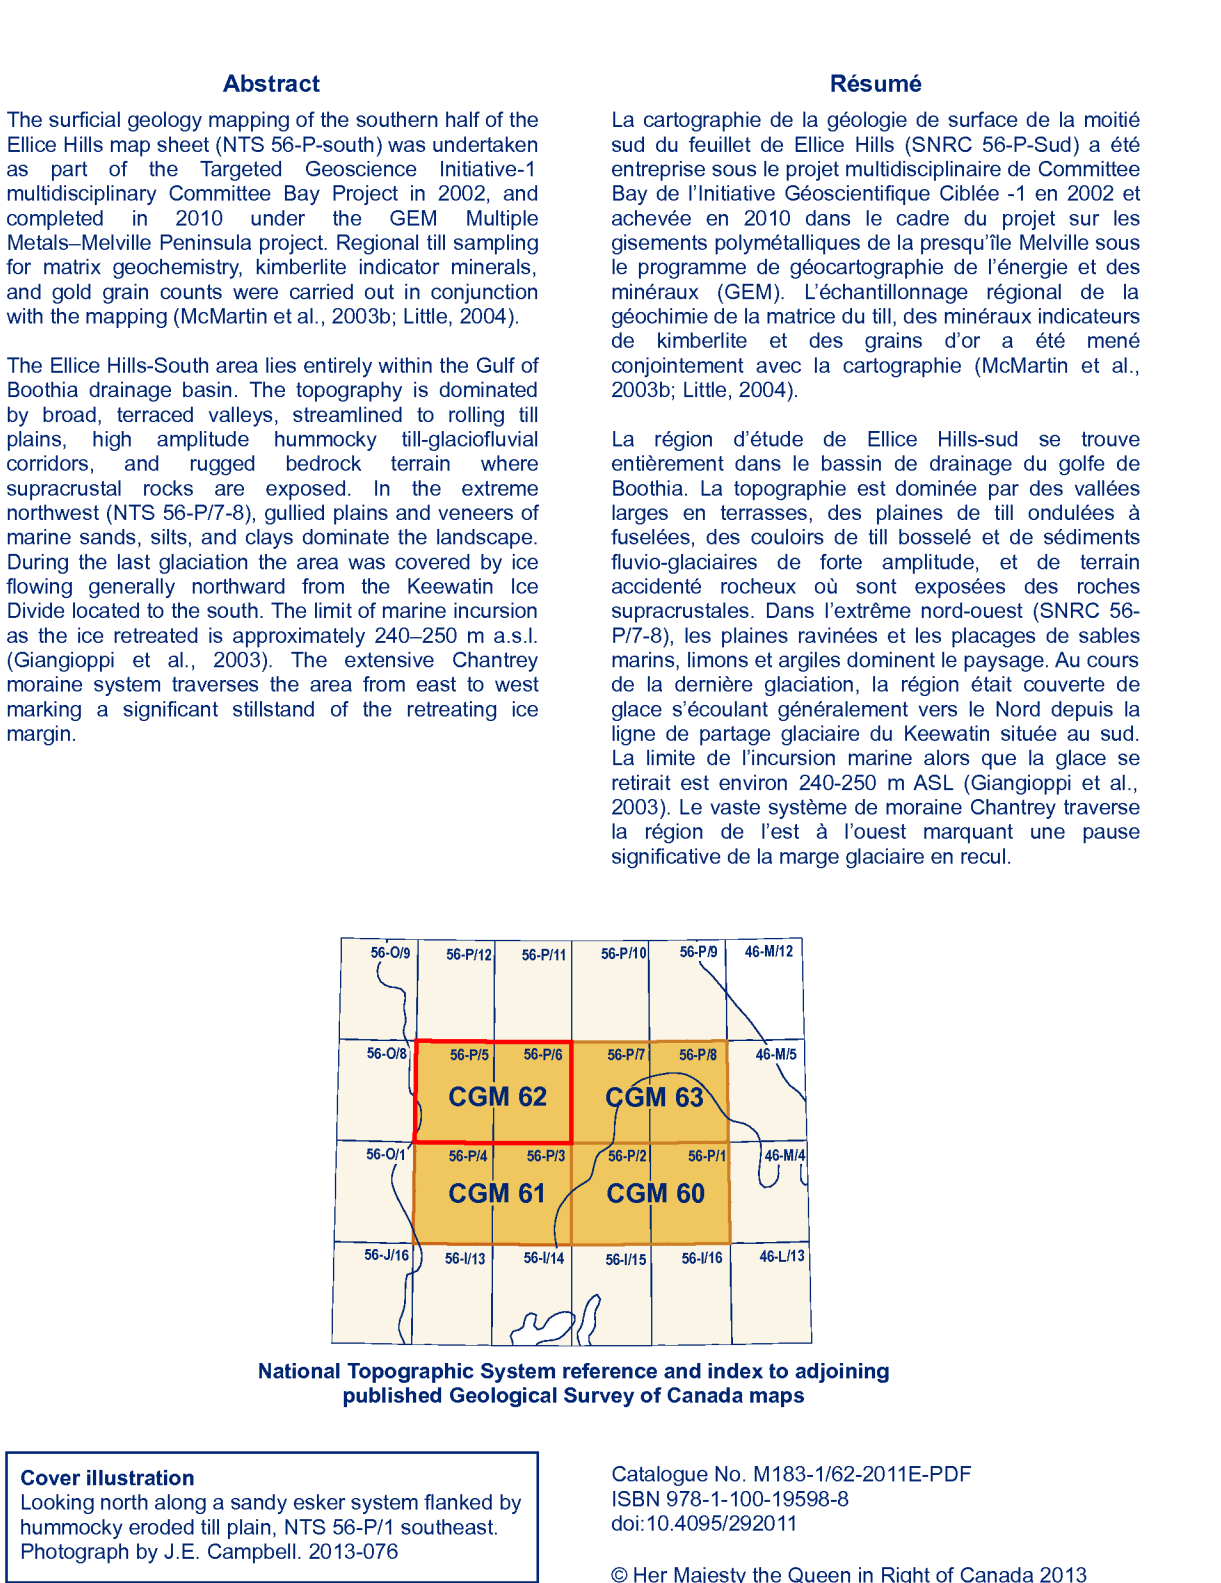 Abstract
The surficial geology mapping of the southern half of the
Ellice Hills map sheet (NTS 56-P-south) was undertaken
as part of the Targeted Geoscience Initiative-1
multidisciplinary Committee Bay Project in 2002, and
completed in 2010 under the GEM Multiple
Metals–Melville Peninsula project. Regional till sampling
for matrix geochemistry, kimberlite indicator minerals,
and gold grain counts were carried out in conjunction
with the mapping (McMartin et al., 2003b; Little, 2004).
The Ellice Hills-South area lies entirely within the Gulf of
Boothia drainage basin. The topography is dominated
by broad, terraced valleys, streamlined to rolling till
plains, high amplitude hummocky till-glaciofluvial
corridors, and rugged bedrock terrain where
supracrustal rocks are exposed. In the extreme
northwest (NTS 56-P/7-8), gullied plains and veneers of
marine sands, silts, and clays dominate the landscape.
During the last glaciation the area was covered by ice
flowing generally northward from the Keewatin Ice
Divide located to the south. The limit of marine incursion
as the ice retreated is approximately 240–250 m a.s.l.
(Giangioppi et al., 2003). The extensive Chantrey
moraine system traverses the area from east to west
marking a significant stillstand of the retreating ice
margin.
Résumé
La cartographie de la géologie de surface de la moitié
sud du feuillet de Ellice Hills (SNRC 56-P-Sud) a été
entreprise sous le projet multidisciplinaire de Committee
Bay de l'Initiative Géoscientifique Ciblée -1 en 2002 et
achevée en 2010 dans le cadre du projet sur les
gisements polymétalliques de la presqu'île Melville sous
le programme de géocartographie de l'énergie et des
minéraux (GEM). L'échantillonnage régional de la
géochimie de la matrice du till, des minéraux indicateurs
de kimberlite et des grains d'or a été mené
conjointement avec la cartographie (McMartin et al.,
2003b; Little, 2004).
La région d'étude de Ellice Hills-sud se trouve
entièrement dans le bassin de drainage du golfe de
Boothia. La topographie est dominée par des vallées
larges en terrasses, des plaines de till ondulées à
fuselées, des couloirs de till bosselé et de sédiments
fluvio-glaciaires de forte amplitude, et de terrain
accidenté rocheux où sont exposées des roches
supracrustales. Dans l'extrême nord-ouest (SNRC 56-
P/7-8), les plaines ravinées et les placages de sables
marins, limons et argiles dominent le paysage. Au cours
de la dernière glaciation, la région était couverte de
glace s'écoulant généralement vers le Nord depuis la
ligne de partage glaciaire du Keewatin située au sud.
La limite de l'incursion marine alors que la glace se
retirait est environ 240-250 m ASL (Giangioppi et al.,
2003). Le vaste système de moraine Chantrey traverse
la région de l'est à l'ouest marquant une pause
significative de la marge glaciaire en recul.
56-O/9 56-P/12 56-P/11 56-P/10 56-P/9 46-M/12
56-O/8 56-P/5 56-P/6 56-P/7 56-P/8 46-M/5
CGM 62 CGM 63
56-O/1 56-P/4 56-P/3 56-P/2 56-P/1 46-M/4
CGM 61 CGM 60
56-J/16 56-I/13 56-I/14 56-I/15 56-I/16 46-L/13
National Topographic System reference and index to adjoining
published Geological Survey of Canada maps
Cover illustration
Looking north along a sandy esker system flanked by
hummocky eroded till plain, NTS 56-P/1 southeast.
Photograph by J.E. Campbell. 2013-076
Catalogue No. M183-1/62-2011E-PDF
ISBN 978-1-100-19598-8
doi:10.4095/292011
© Her Majesty the Queen in Right of Canada 2013